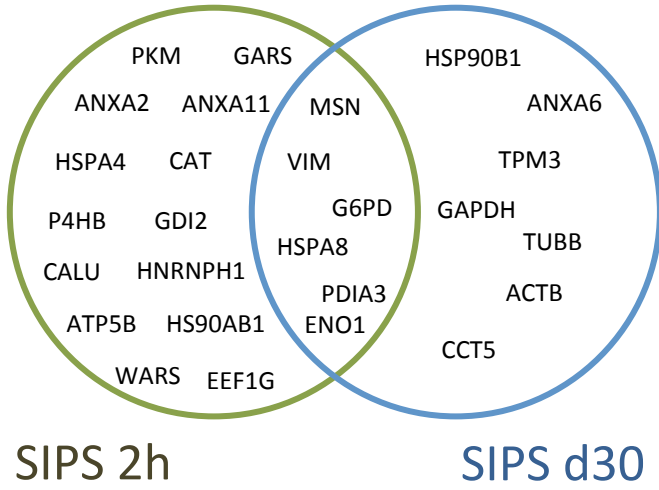 PKM GARS HSP90B1
ANXA2 ANXA11 MSN ANXA6
HSPA4 CAT VIM TPM3
P4HB GDI2 G6PD GAPDH
HSPA8 TUBB
CALU HNRNPH1 PDIA3 ACTB
ATP5B HS90AB1 ENO1
CCT5
WARS EEF1G
SIPS 2h SIPS d30